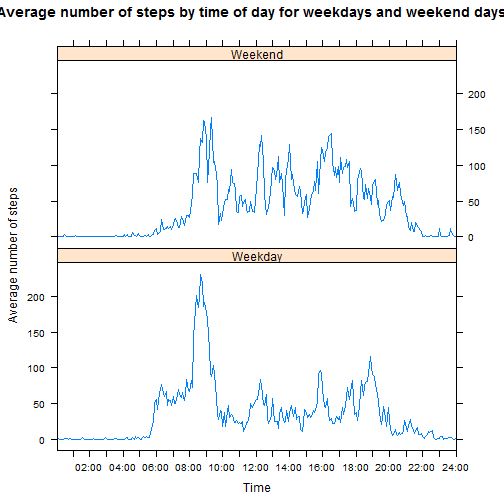 Average number of steps by time of day for weekdays and weekend days
Weekend
200
150
100
50
0
Weekday
200
150
100
50
0
Average number of steps
02:00 04:00 06:00 08:00 10:00 12:00 14:00 16:00 18:00 20:00 22:00 24:00
Time